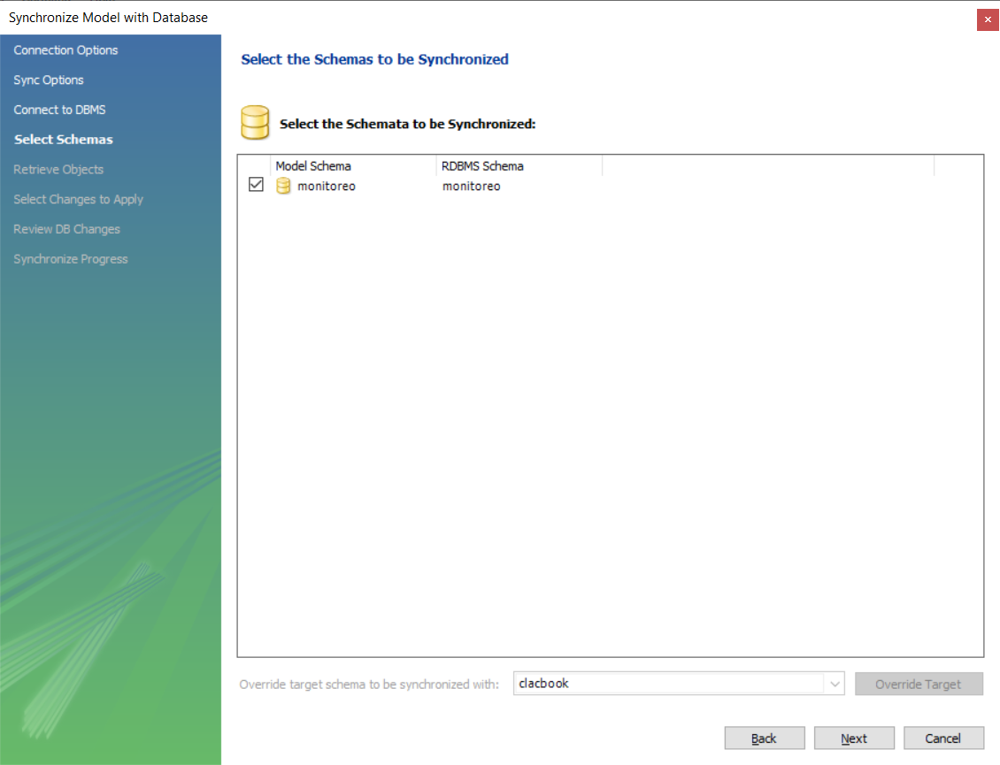 Synchronize Model with Database
Connection Options
Sync Options
Connect to DBMS
Select Schemas
Retrieve Objects
Select Changes to Apply
Review DB Changes
Synchronize Progress
Select the Schemas to be Synchronized
Select the Schemata to be Synchronized:
Model Schema RDBMS Schema
monitoreo monitoreo
Override target schema to be synchronized with: clacbook Override Target
Back Next Cancel